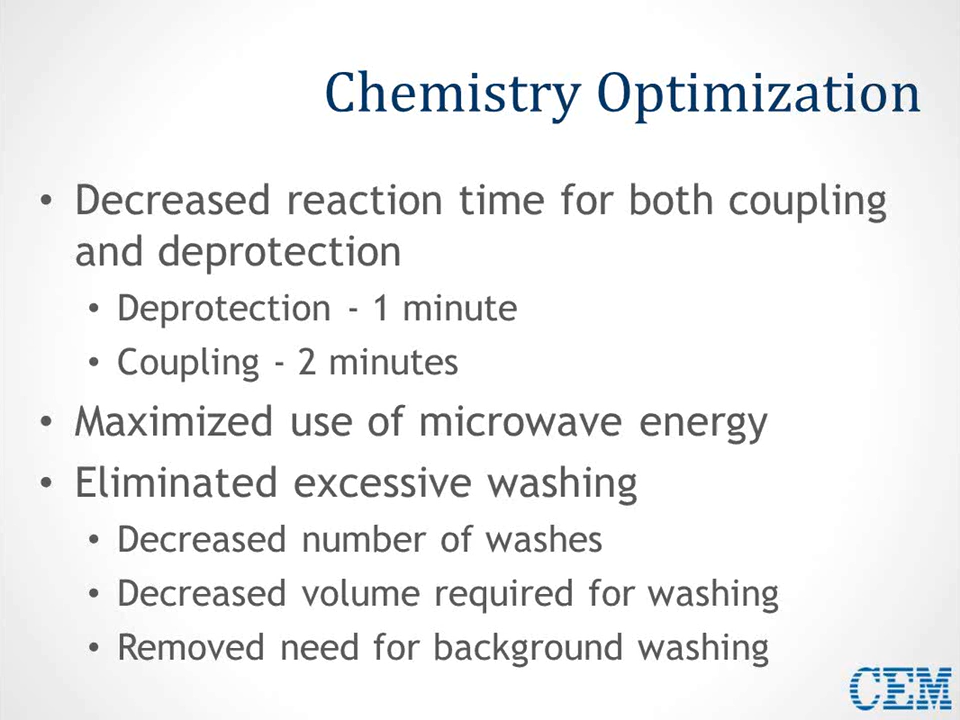 Chemistry Optimization
• Decreased reaction time for both coupling
and deprotection
• Deprotection - 1 minute
• Coupling - 2 minutes
• Maximized use of microwave energy
• Eliminated excessive washing
• Decreased number of washes
• Decreased volume required for washing
• Removed need for background washing
CEM